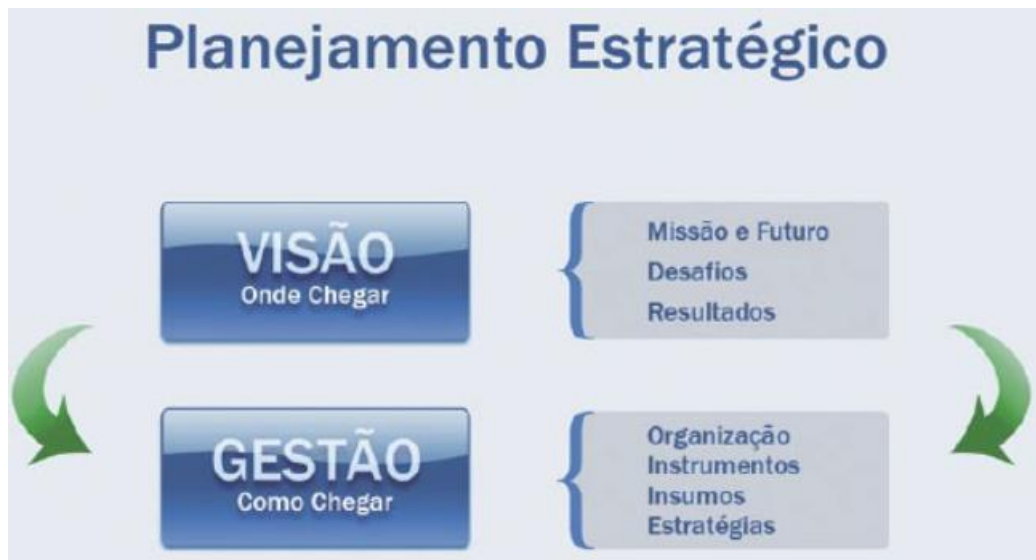 Planejamento Estratégico
VISÃO
Onde Chegar
Missão e Futuro
Desafios
Resultados
GESTÃO
Como Chegar
Organização
Instrumentos
Insumos
Estratégias